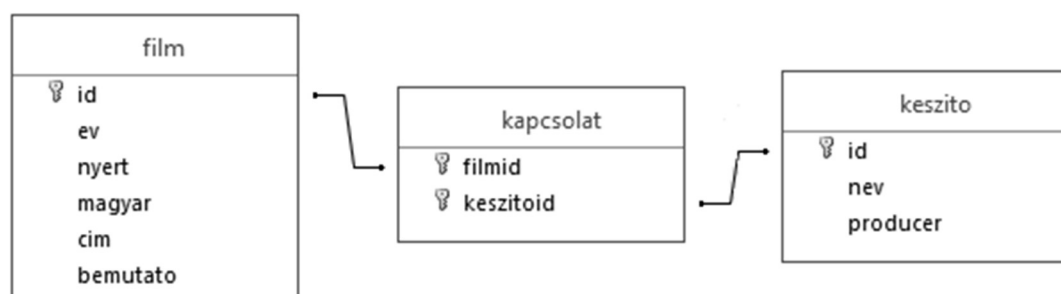 film
id
ev
nyert
magyar
cim
bemutato
kapcsolat
filmid
keszitoid
keszito
id
nev
producer